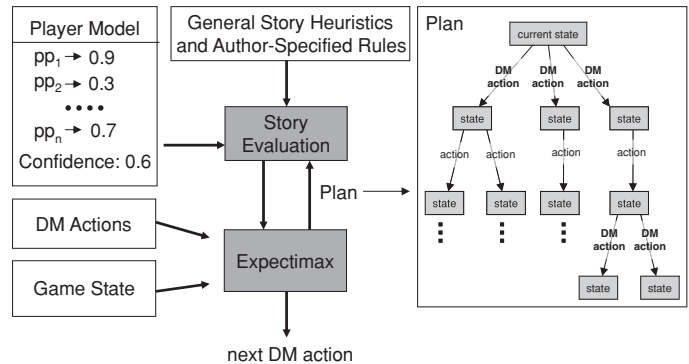 Player Model
pp1 → 0.9
pp2 → 0.3
••••
ppn → 0.7
Confidence: 0.6
General Story Heuristics
and Author-Specified Rules
DM Actions
Game State
Story
Evaluation
Plan
Expectimax
next DM action
Plan
current state
DM DM DM
action action action
state state state
action action action action
state state state state
DM DM
action action
state state